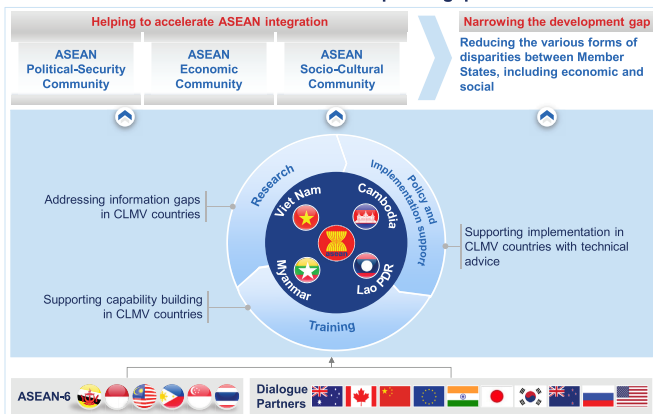 Helping to accelerate ASEAN integration
Narrowing the development gap
ASEAN
Political-Security
Community
ASEAN
Economic
Community
ASEAN
Socio-Cultural
Community
Reducing the various forms of
disparities between Member
States, including economic and
social
Research
Policy and
Implementation support
Training
Viet Nam
Cambodia
Myanmar
Lao PDR
asean
Addressing information gaps
in CLMV countries
Supporting capability building
in CLMV countries
Supporting implementation in
CLMV countries with technical
advice
ASEAN-6
Dialogue
Partners